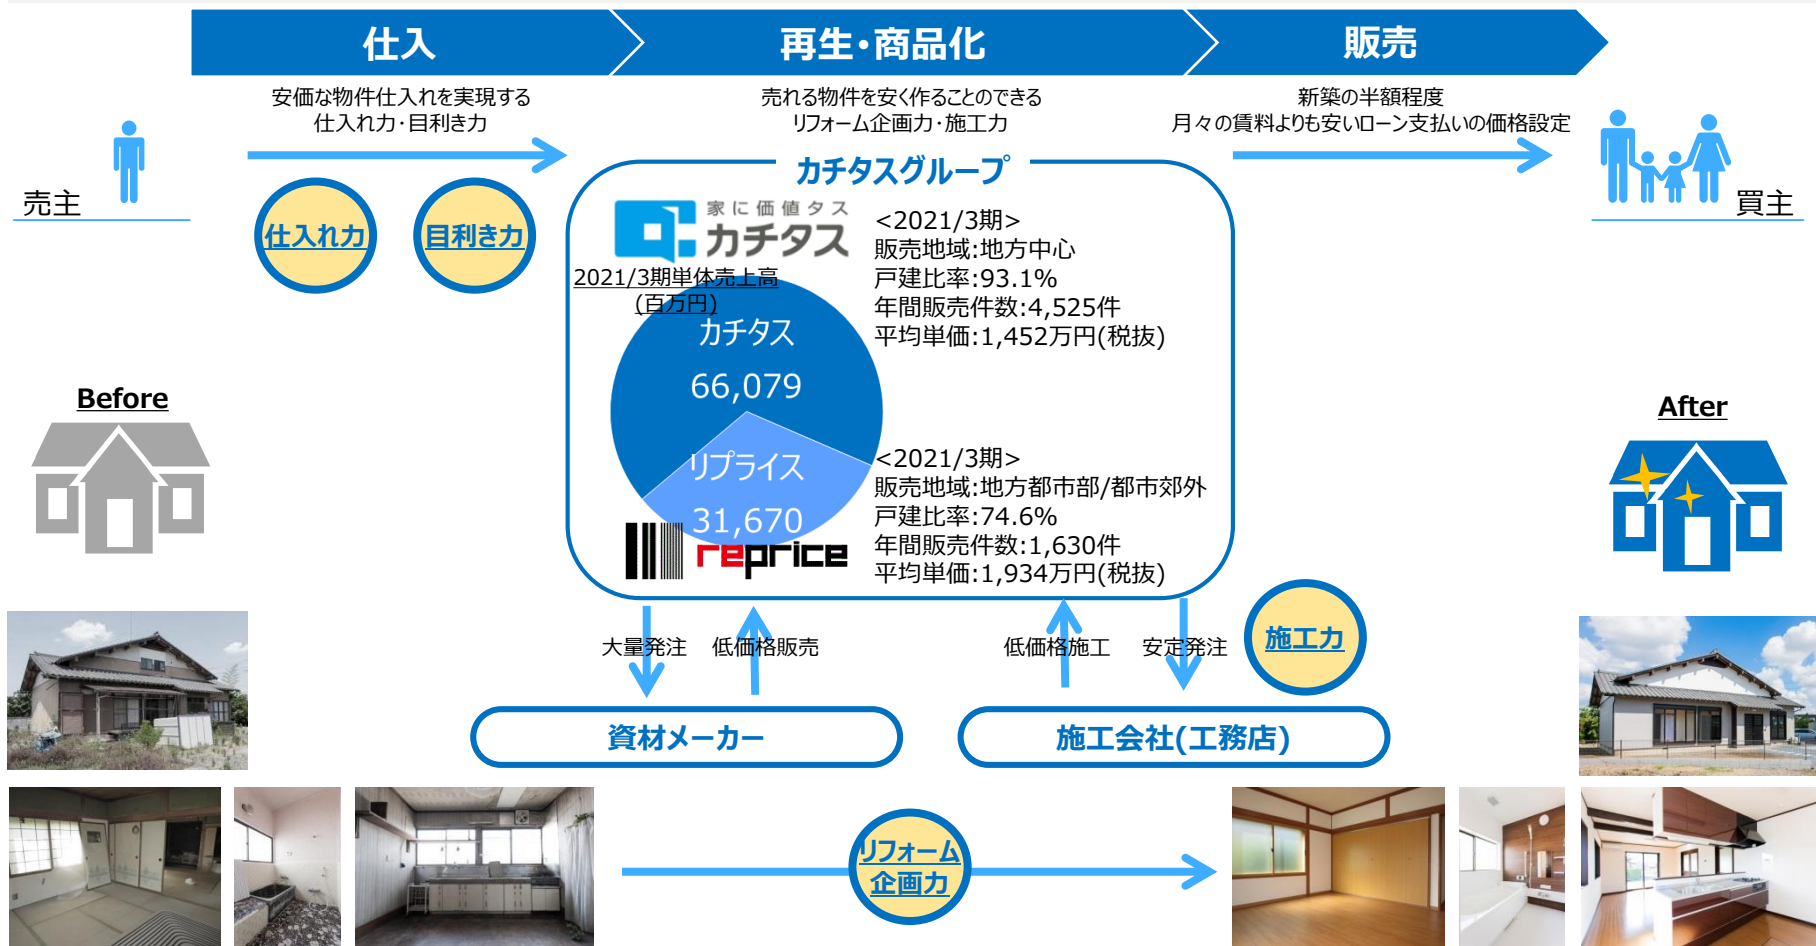 仕入
再生・商品化
販売
安価な物件仕入れを実現する
仕入れ力・目利き力
売れる物件を安く作ることのできる
リフォーム企画力・施工力
新築の半額程度
月々の賃料よりも安いローン支払いの価格設定
売主
買主
仕入れ力
目利き力
カチタスグループ
家に価値タス
カチタス
<2021/3期>
販売地域:地方中心
戸建比率:93.1%
年間販売件数:4,525件
平均単価:1,452万円(税抜)
2021/3期単体売上高
(百万円)
カチタス
66,079
リプライス
31,670
reprice
<2021/3期>
販売地域:地方都市部/都市郊外
戸建比率:74.6%
年間販売件数:1,630件
平均単価:1,934万円(税抜)
Before
After
大量発注
低価格販売
低価格施工
安定発注
施工力
資材メーカー
施工会社(工務店)
リフォーム
企画力